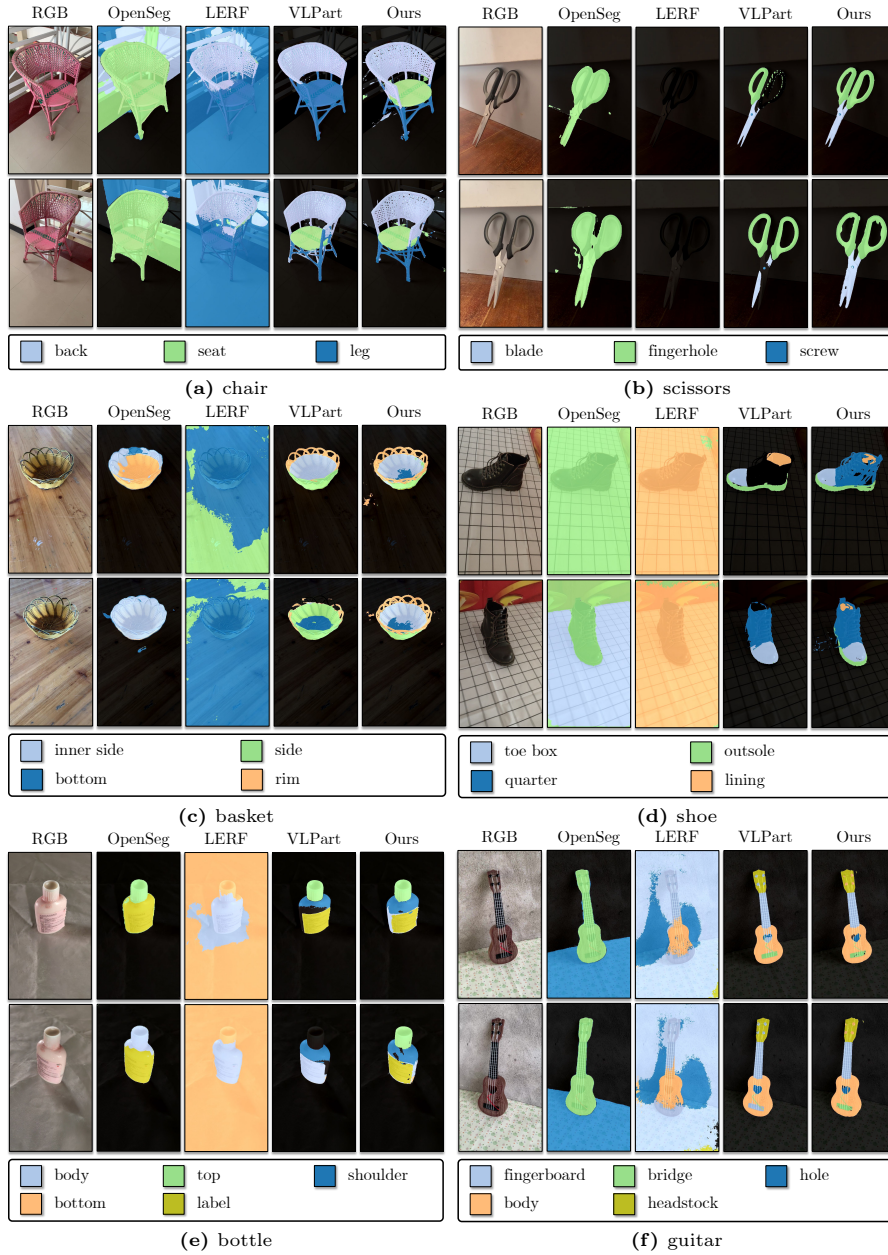 RGB OpenSeg LERF VLPart Ours
back seat leg
(a) chair
RGB OpenSeg LERF VLPart Ours
blade fingerhole screw
(b) scissors
RGB OpenSeg LERF VLPart Ours
inner side side
bottom rim
(c) basket
RGB OpenSeg LERF VLPart Ours
toe box outsole
quarter lining
(d) shoe
RGB OpenSeg LERF VLPart Ours
body top shoulder
bottom label
(e) bottle
RGB OpenSeg LERF VLPart Ours
fingerboard bridge hole
body headstock
(f) guitar